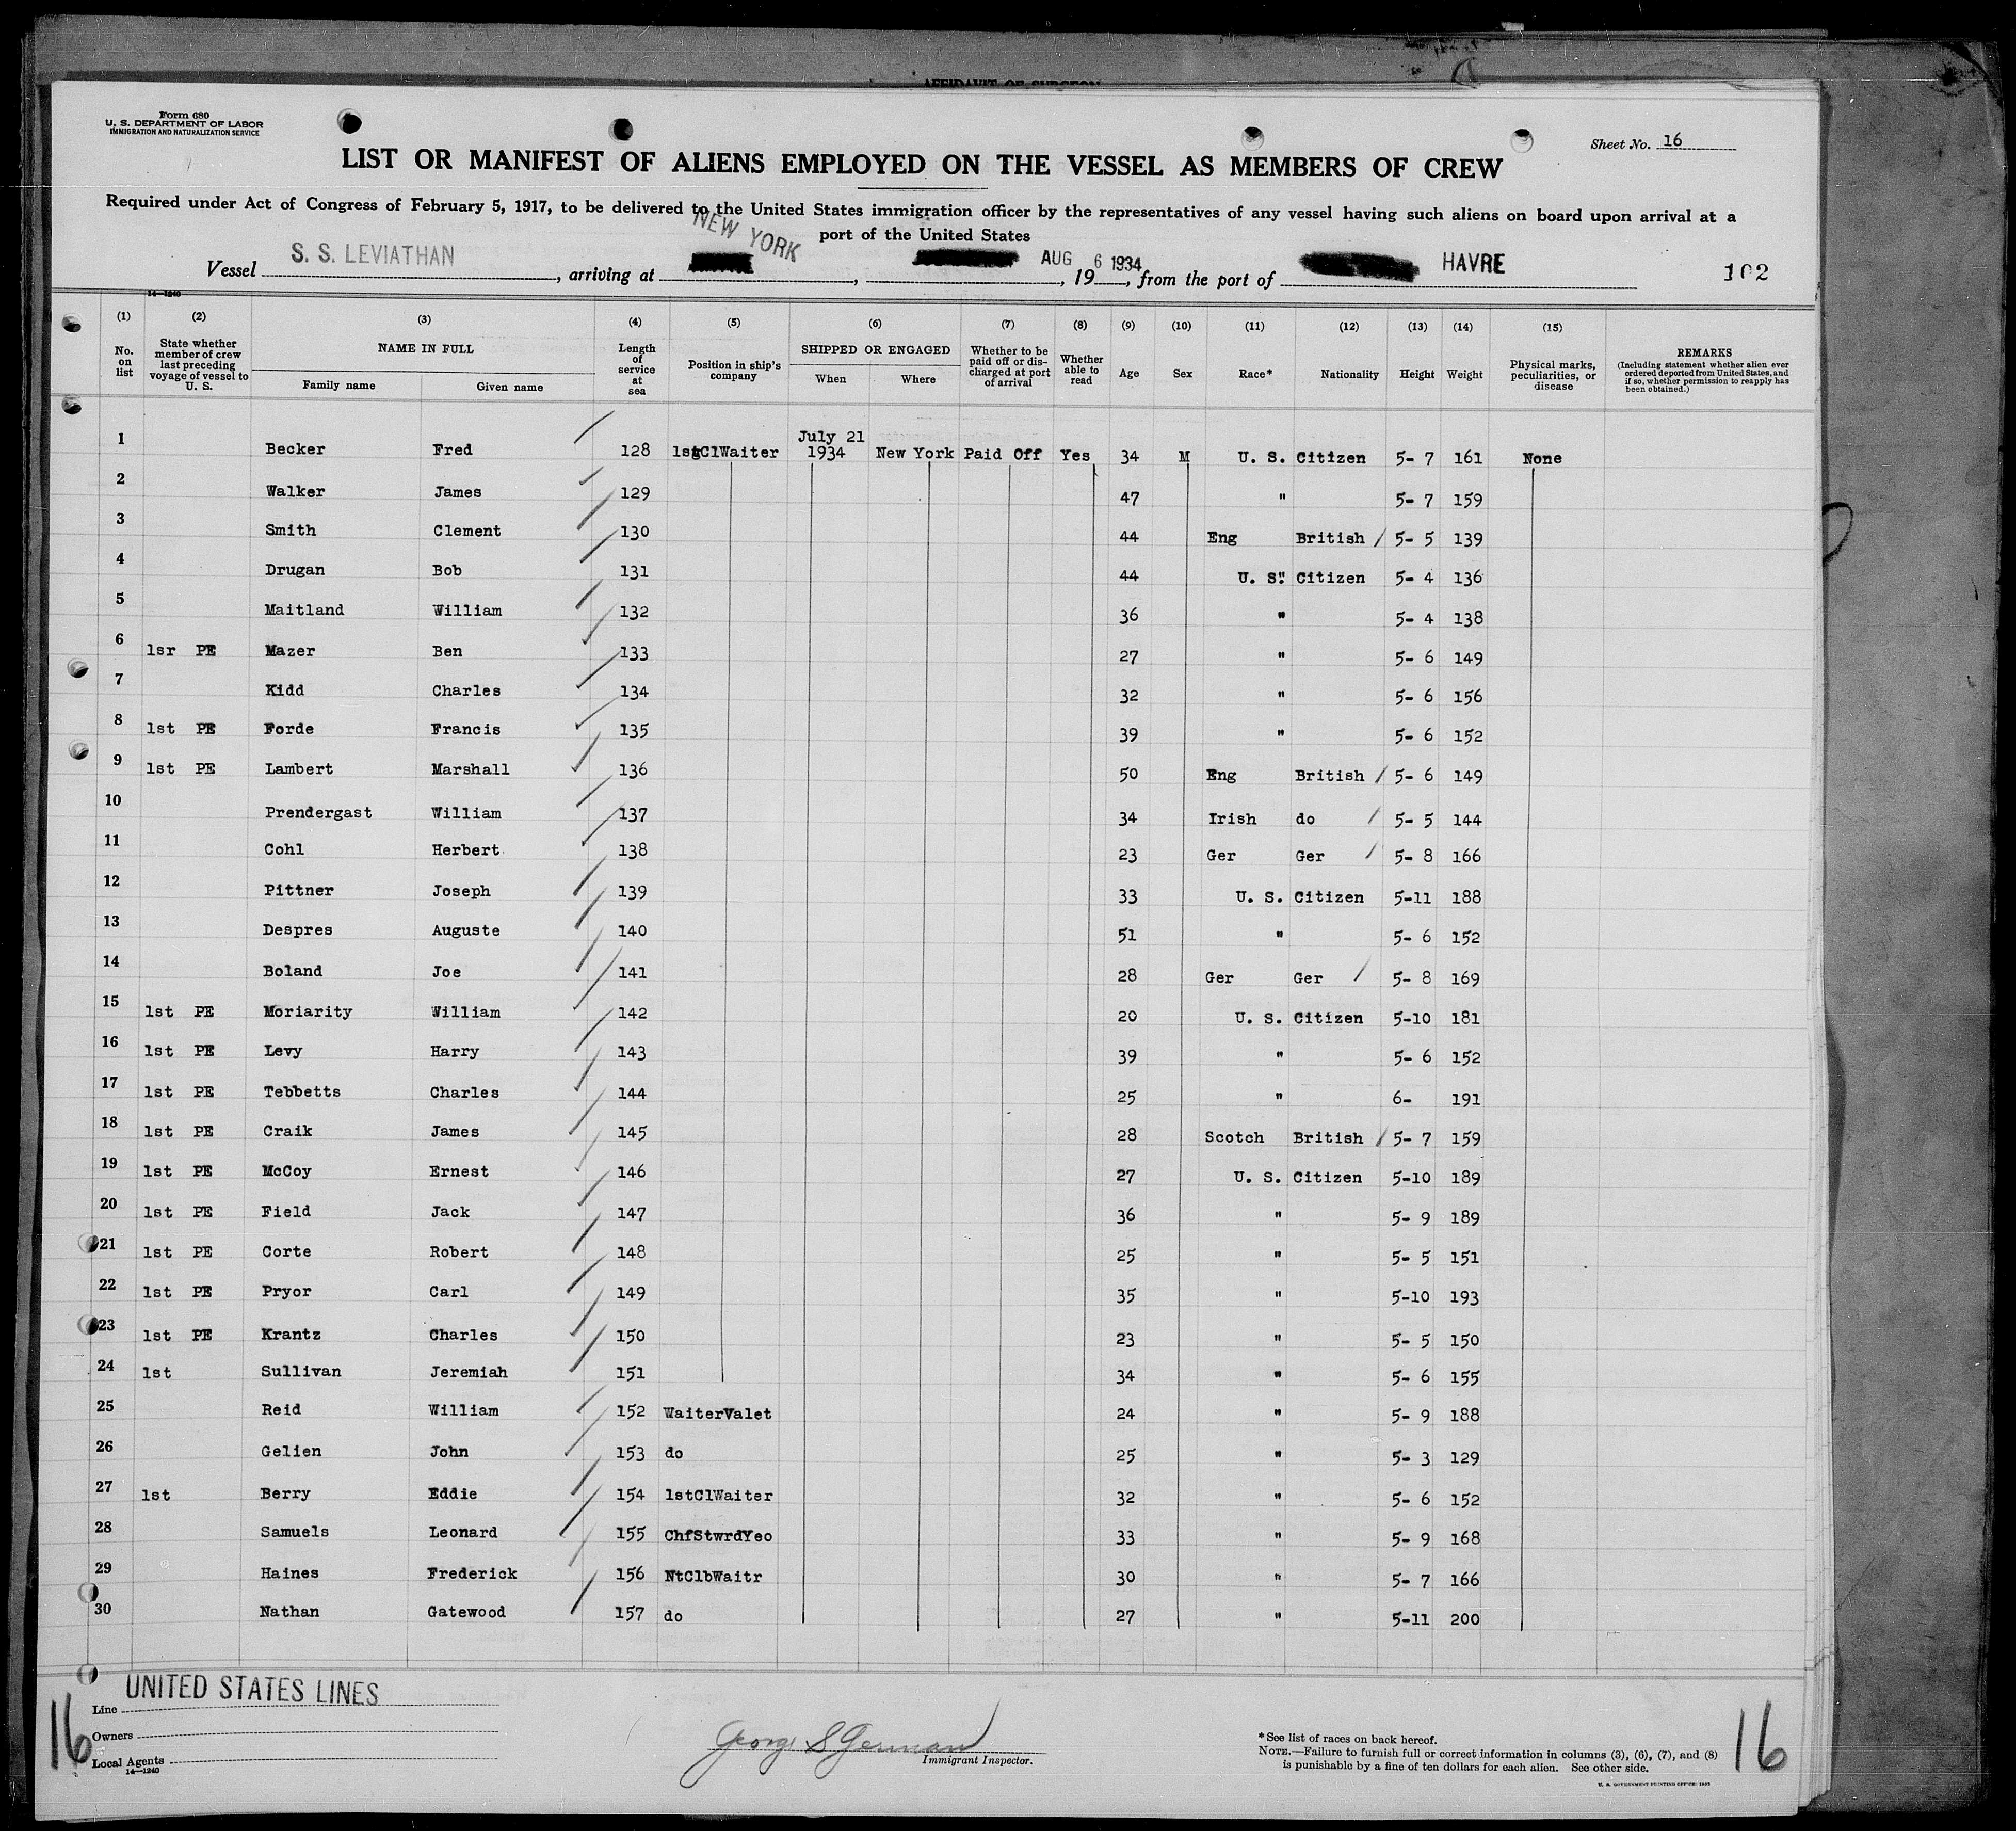 AFFIDAVIT OF SURGEON
Form 680
U. S. DEPARTMENT OF LABOR
IMMIGRATION AND NATURALIZATION SERVICE
Sheet No. 16
LIST OR MANIFEST OF ALIENS EMPLOYED ON THE VESSEL AS MEMBERS OF CREW
Required under Act of Congress of February 5, 1917, to be delivered to the United States immigration officer by the representatives of any vessel having such aliens on board upon arrival at a
port of the United States
Vessel S. S. LEVIATHAN, arriving at NEW YORK, AUG 6 1934, 19, from the port of HAVRE 102
14—1240
(1) (2) (3) (4) (5) (6) (7) (8) (9) (10) (11) (12) (13) (14) (15)
No. on list
State whether member of crew last preceding voyage of vessel to U. S.
NAME IN FULL
Family name
Given name
Length of service at sea
Position in ship's company
SHIPPED OR ENGAGED
When
Where
Whether to be paid off or discharged at port of arrival
Whether able to read
Age
Sex
Race*
Nationality
Height
Weight
Physical marks, peculiarities, or disease
REMARKS
(Including statement whether alien ever ordered deported from United States, and if so, whether permission to reapply has been obtained.)
1 Becker Fred 128 1stClWaiter July 21 1934 New York Paid Off Yes 34 M U. S. Citizen 5- 7 161 None
2 Walker James 129 47 " 5- 7 159
3 Smith Clement 130 44 Eng British 5- 5 139
4 Drugan Bob 131 44 U. S" Citizen 5- 4 136
5 Maitland William 132 36 " 5- 4 138
6 1sr PE Mazer Ben 133 27 " 5- 6 149
7 Kidd Charles 134 32 " 5- 6 156
8 1st PE Forde Francis 135 39 " 5- 6 152
9 1st PE Lambert Marshall 136 50 Eng British 5- 6 149
10 Prendergast William 137 34 Irish do 5- 5 144
11 Cohl Herbert 138 23 Ger Ger 5- 8 166
12 Pittner Joseph 139 33 U. S. Citizen 5-11 188
13 Despres Auguste 140 51 " 5- 6 152
14 Boland Joe 141 28 Ger Ger 5- 8 169
15 1st PE Moriarity William 142 20 U. S. Citizen 5-10 181
16 1st PE Levy Harry 143 39 " 5- 6 152
17 1st PE Tebbetts Charles 144 25 " 6- 191
18 1st PE Craik James 145 28 Scotch British 5- 7 159
19 1st PE McCoy Ernest 146 27 U. S. Citizen 5-10 189
20 1st PE Field Jack 147 36 " 5- 9 189
21 1st PE Corte Robert 148 25 " 5- 5 151
22 1st PE Pryor Carl 149 35 " 5-10 193
23 1st PE Krantz Charles 150 23 " 5- 5 150
24 1st Sullivan Jeremiah 151 34 " 5- 6 155
25 Reid William 152 WaiterValet 24 " 5- 9 188
26 Gelien John 153 do 25 " 5- 3 129
27 1st Berry Eddie 154 1stClWaiter 32 " 5- 6 152
28 Samuels Leonard 155 ChfStwrdYeo 33 " 5- 9 168
29 Haines Frederick 156 NtClbWaitr 30 " 5- 7 166
30 Nathan Gatewood 157 do 27 " 5-11 200
Line UNITED STATES LINES
Owners
Local Agents
14—1240
16
George S German
Immigrant Inspector.
*See list of races on back hereof.
NOTE.—Failure to furnish full or correct information in columns (3), (6), (7), and (8)
is punishable by a fine of ten dollars for each alien. See other side.
U. S. GOVERNMENT PRINTING OFFICE: 1933
16